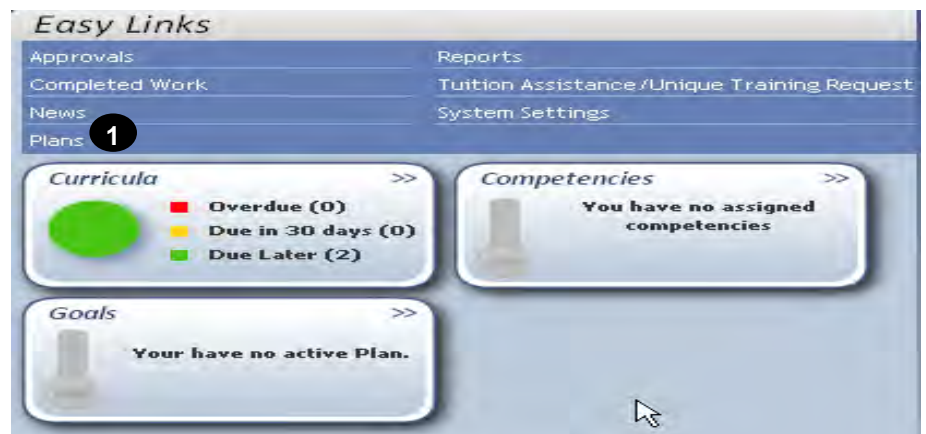 Easy Links
Approvals
Reports
Completed Work
Tuition Assistance/Unique Training Request
News
System Settings
Plans 1
Curricula >>
Overdue (0)
Due in 30 days (0)
Due Later (2)
Competencies >>
You have no assigned
competencies
Goals >>
Your have no active Plan.